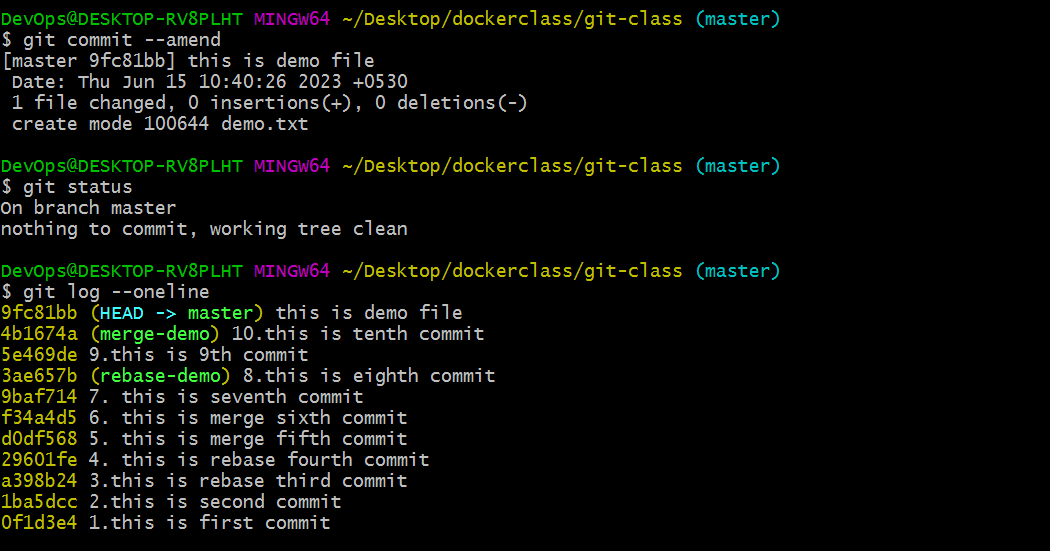 DevOps@DESKTOP-RV8PLHT MINGW64 ~/Desktop/dockerclass/git-class (master)
$ git commit --amend
[master 9fc81bb] this is demo file
 Date: Thu Jun 15 10:40:26 2023 +0530
 1 file changed, 0 insertions(+), 0 deletions(-)
 create mode 100644 demo.txt

DevOps@DESKTOP-RV8PLHT MINGW64 ~/Desktop/dockerclass/git-class (master)
$ git status
On branch master
nothing to commit, working tree clean

DevOps@DESKTOP-RV8PLHT MINGW64 ~/Desktop/dockerclass/git-class (master)
$ git log --oneline
9fc81bb (HEAD -> master) this is demo file
4b1674a (merge-demo) 10.this is tenth commit
5e469de 9.this is 9th commit
3ae657b (rebase-demo) 8.this is eighth commit
9baf714 7. this is seventh commit
f34a4d5 6. this is merge sixth commit
d0df568 5. this is merge fifth commit
29601fe 4. this is rebase fourth commit
a398b24 3.this is rebase third commit
1ba5dcc 2.this is second commit
0f1d3e4 1.this is first commit